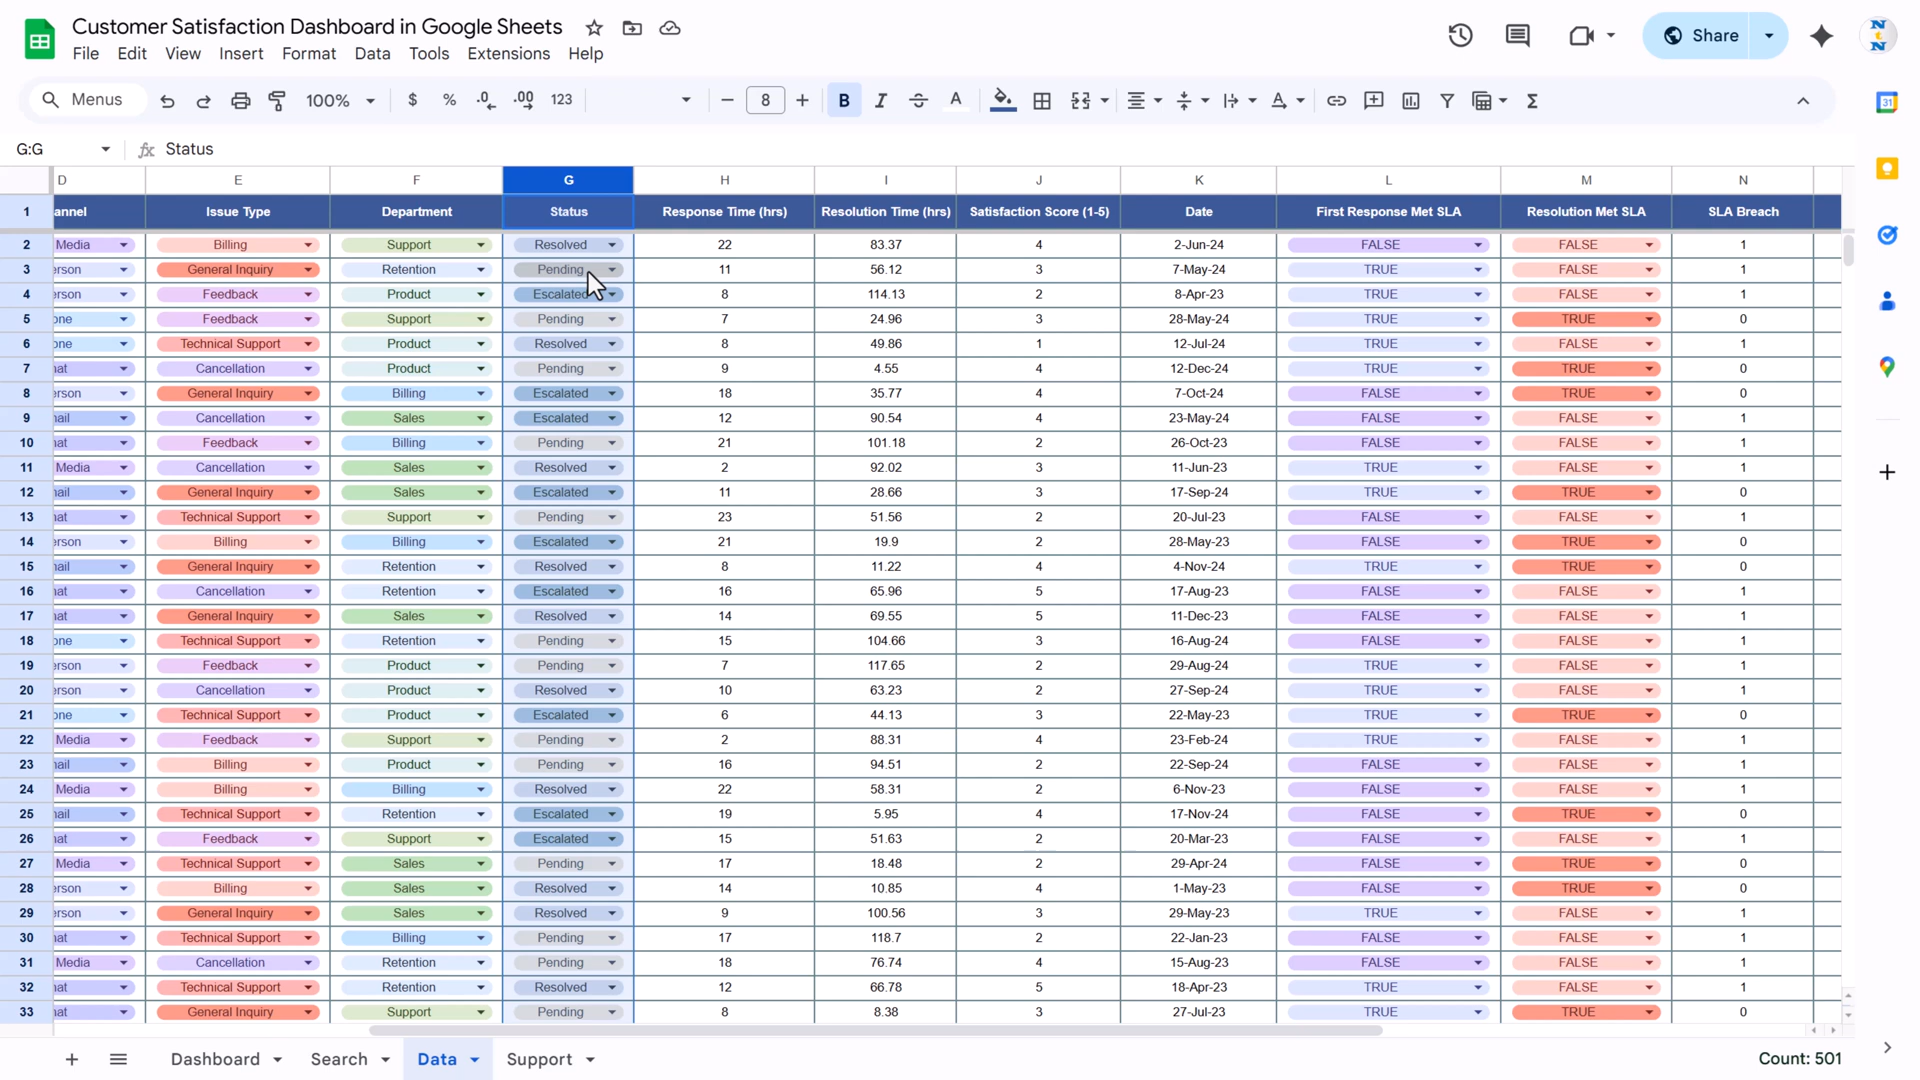 Customer Satisfaction Dashboard in Google Sheets
File Edit View Insert Format Data Tools Extensions Help
Share
Menus 100% $ % .0 .00 123 8 B I A
G:G fx Status
D E F G H I J K L M N
1 annel Issue Type Department Status Response Time (hrs) Resolution Time (hrs) Satisfaction Score (1-5) Date First Response Met SLA Resolution Met SLA SLA Breach
2 Media Billing Support Resolved 22 83.37 4 2-Jun-24 FALSE FALSE 1
3 erson General Inquiry Retention Pending 11 56.12 3 7-May-24 TRUE FALSE 1
4 erson Feedback Product Escalated 8 114.13 2 8-Apr-23 TRUE FALSE 1
5 one Feedback Support Pending 7 24.96 3 28-May-24 TRUE TRUE 0
6 one Technical Support Product Resolved 8 49.86 1 12-Jul-24 TRUE FALSE 1
7 hat Cancellation Product Pending 9 4.55 4 12-Dec-24 TRUE TRUE 0
8 erson General Inquiry Billing Escalated 18 35.77 4 7-Oct-24 FALSE TRUE 0
9 nail Cancellation Sales Escalated 12 90.54 4 23-May-24 FALSE FALSE 1
10 hat Feedback Billing Pending 21 101.18 2 26-Oct-23 FALSE FALSE 1
11 Media Cancellation Sales Resolved 2 92.02 3 11-Jun-23 TRUE FALSE 1
12 nail General Inquiry Sales Escalated 11 28.66 3 17-Sep-24 TRUE TRUE 0
13 hat Technical Support Support Pending 23 51.56 2 20-Jul-23 FALSE FALSE 1
14 erson Billing Billing Escalated 21 19.9 2 28-May-23 FALSE TRUE 0
15 nail General Inquiry Retention Resolved 8 11.22 4 4-Nov-24 TRUE TRUE 0
16 hat Cancellation Retention Escalated 16 65.96 5 17-Aug-23 FALSE FALSE 1
17 hat General Inquiry Sales Resolved 14 69.55 5 11-Dec-23 FALSE FALSE 1
18 one Technical Support Retention Pending 15 104.66 3 16-Aug-24 FALSE FALSE 1
19 erson Feedback Product Pending 7 117.65 2 29-Aug-24 TRUE FALSE 1
20 erson Cancellation Product Resolved 10 63.23 2 27-Sep-24 TRUE FALSE 1
21 one Technical Support Product Escalated 6 44.13 3 22-May-23 TRUE TRUE 0
22 Media Feedback Support Pending 2 88.31 4 23-Feb-24 TRUE FALSE 1
23 nail Billing Product Pending 16 94.51 2 22-Sep-24 FALSE FALSE 1
24 Media Billing Billing Resolved 22 58.31 2 6-Nov-23 FALSE FALSE 1
25 nail Technical Support Retention Escalated 19 5.95 4 17-Nov-24 FALSE TRUE 0
26 hat Feedback Support Escalated 15 51.63 2 20-Mar-23 FALSE FALSE 1
27 Media Technical Support Sales Pending 17 18.48 2 29-Apr-24 FALSE TRUE 0
28 erson Billing Sales Resolved 14 10.85 4 1-May-23 FALSE TRUE 0
29 erson General Inquiry Sales Resolved 9 100.56 3 29-May-23 TRUE FALSE 1
30 hat Technical Support Billing Pending 17 118.7 2 22-Jan-23 FALSE FALSE 1
31 Media Cancellation Retention Pending 18 76.74 4 15-Aug-23 FALSE FALSE 1
32 erson Technical Support Retention Resolved 12 66.78 5 18-Apr-23 TRUE FALSE 1
33 hat General Inquiry Support Pending 8 8.38 3 27-Jul-23 TRUE TRUE 0
Dashboard Search Data Support Count: 501